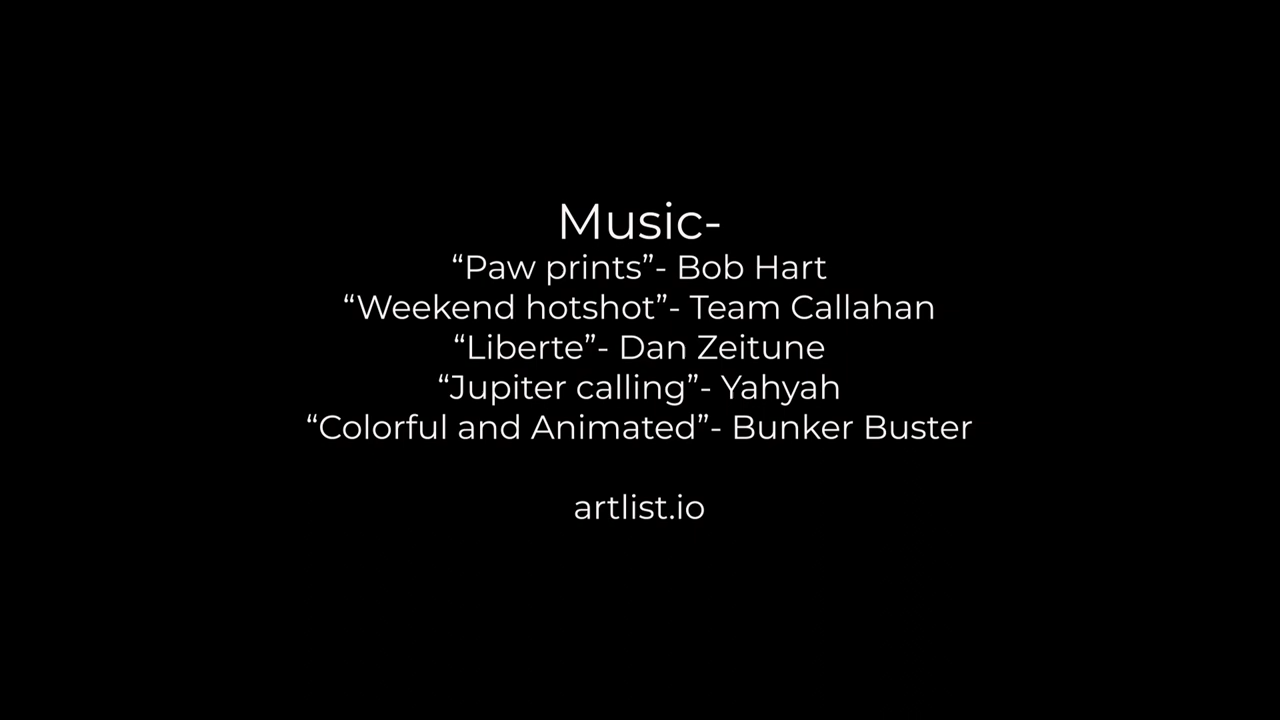 Music-
“Paw prints”- Bob Hart
“Weekend hotshot”- Team Callahan
“Liberte”- Dan Zeitune
“Jupiter calling”- Yahyah
“Colorful and Animated”- Bunker Buster
artlist.io